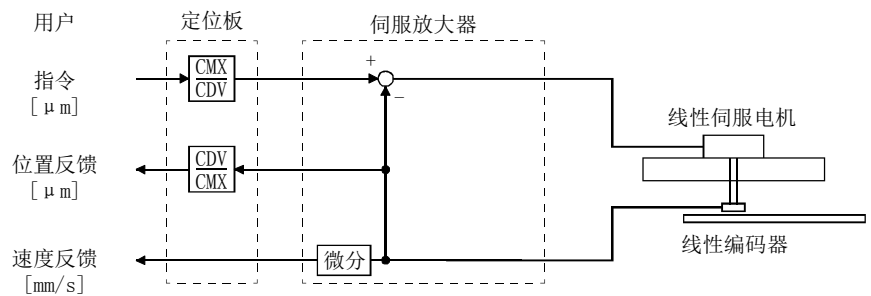 用户
定位板
伺服放大器
指令
[μm]
CMX
CDV
+
−
线性伺服电机
位置反馈
[μm]
CDV
CMX
线性编码器
速度反馈
[mm/s]
微分